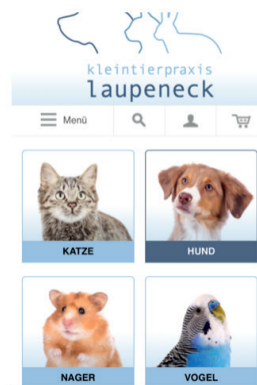 kleintierpraxis
laupeneck
Menü
KATZE
HUND
NAGER
VOGEL